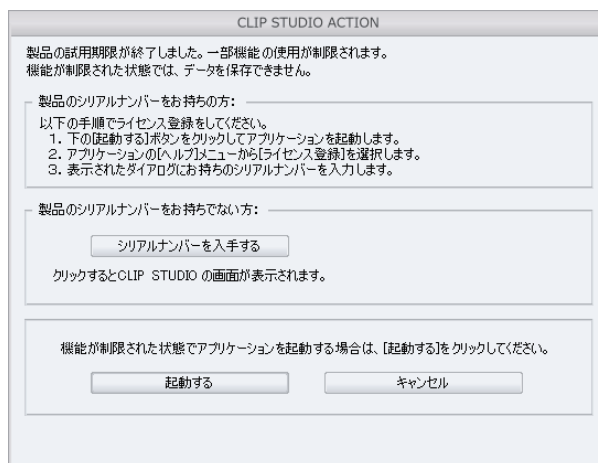 CLIP STUDIO ACTION
製品の試用期限が終了しました。一部機能の使用が制限されます。
機能が制限された状態では、データを保存できません。
製品のシリアルナンバーをお持ちの方:
以下の手順でライセンス登録をしてください。
1. 下の[起動する]ボタンをクリックしてアプリケーションを起動します。
2. アプリケーションの[ヘルプ]メニューから[ライセンス登録]を選択します。
3. 表示されたダイアログにお持ちのシリアルナンバーを入力します。
製品のシリアルナンバーをお持ちでない方:
シリアルナンバーを入手する
クリックするとCLIP STUDIO の画面が表示されます。
機能が制限された状態でアプリケーションを起動する場合は、[起動する]をクリックしてください。
起動する キャンセル